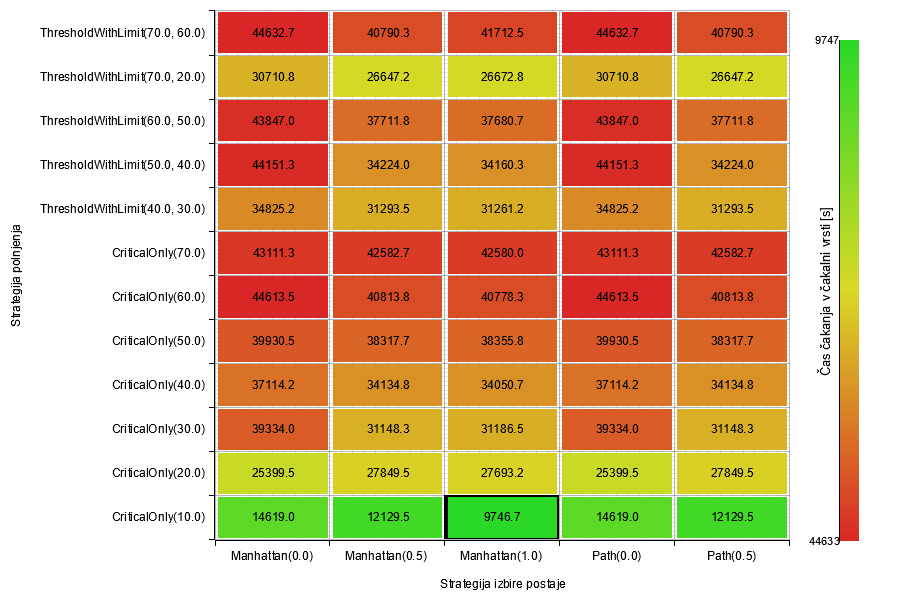 ThresholdWithLimit(70.0, 60.0) 44632.7 40790.3 41712.5 44632.7 40790.3
ThresholdWithLimit(70.0, 20.0) 30710.8 26647.2 26672.8 30710.8 26647.2
ThresholdWithLimit(60.0, 50.0) 43847.0 37711.8 37680.7 43847.0 37711.8
ThresholdWithLimit(50.0, 40.0) 44151.3 34224.0 34160.3 44151.3 34224.0
ThresholdWithLimit(40.0, 30.0) 34825.2 31293.5 31261.2 34825.2 31293.5
CriticalOnly(70.0) 43111.3 42582.7 42580.0 43111.3 42582.7
CriticalOnly(60.0) 44613.5 40813.8 40778.3 44613.5 40813.8
CriticalOnly(50.0) 39930.5 38317.7 38355.8 39930.5 38317.7
CriticalOnly(40.0) 37114.2 34134.8 34050.7 37114.2 34134.8
CriticalOnly(30.0) 39334.0 31148.3 31186.5 39334.0 31148.3
CriticalOnly(20.0) 25399.5 27849.5 27693.2 25399.5 27849.5
CriticalOnly(10.0) 14619.0 12129.5 9746.7 14619.0 12129.5
Manhattan(0.0) Manhattan(0.5) Manhattan(1.0) Path(0.0) Path(0.5)
Strategija izbire postaje
Strategija polnjenja
9747
44633
Čas čakanja v čakalni vrsti [s]